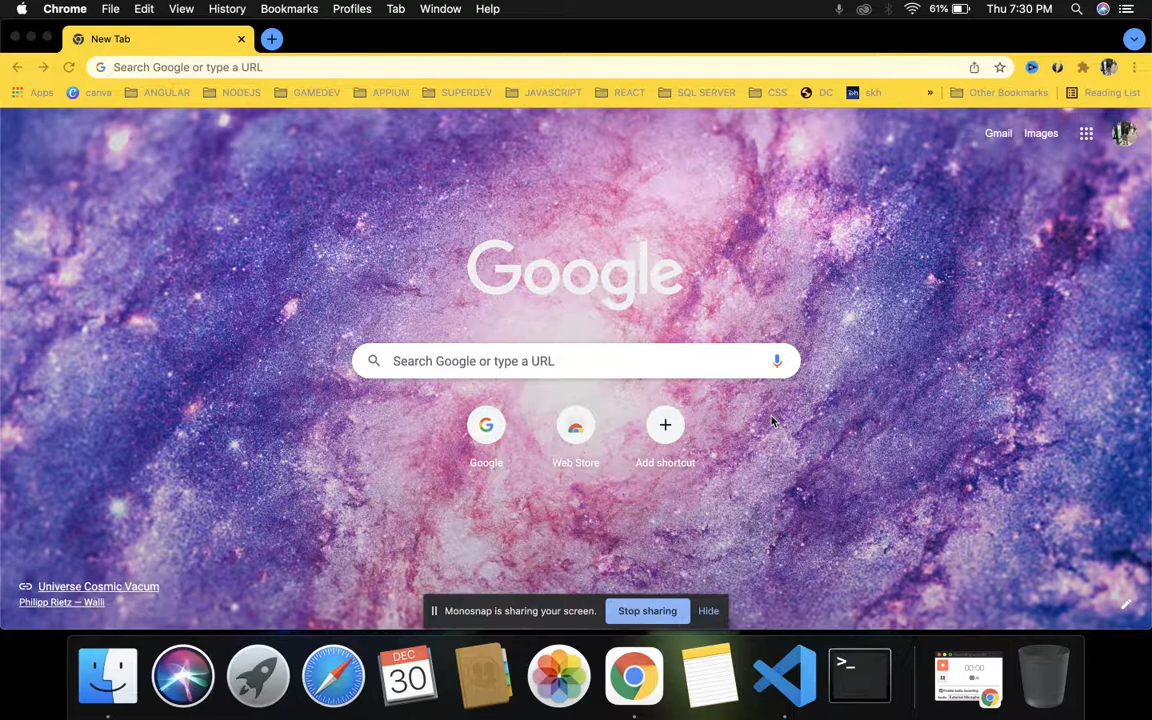 Chrome File Edit View History Bookmarks Profiles Tab Window Help 61% Thu 7:30 PM
New Tab
Search Google or type a URL
Apps canva ANGULAR NODEJS GAMEDEV APPIUM SUPERDEV JAVASCRIPT REACT SQL SERVER CSS DC skh » Other Bookmarks Reading List
Gmail Images
Google
Search Google or type a URL
Google Web Store Add shortcut
Universe Cosmic Vacum
Philipp Rietz — Walli
Monosnap is sharing your screen. Stop sharing Hide
DEC
30
>_
00:00